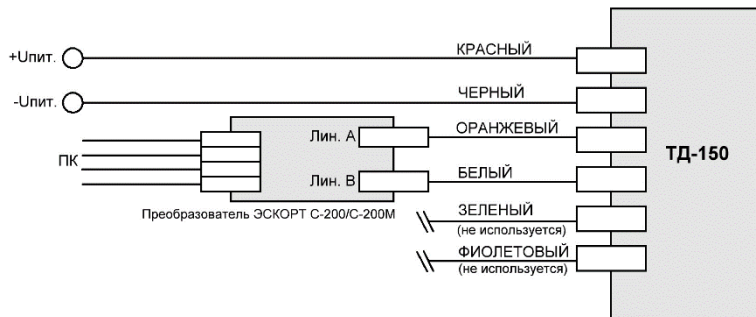 КРАСНЫЙ
+Uпит.
ЧЕРНЫЙ
-Uпит.
Лин. А
ОРАНЖЕВЫЙ
ТД-150
ПК
Лин. В
БЕЛЫЙ
Преобразователь ЭСКОРТ С-200/С-200М
ЗЕЛЕНЫЙ
(не используется)
ФИОЛЕТОВЫЙ
(не используется)